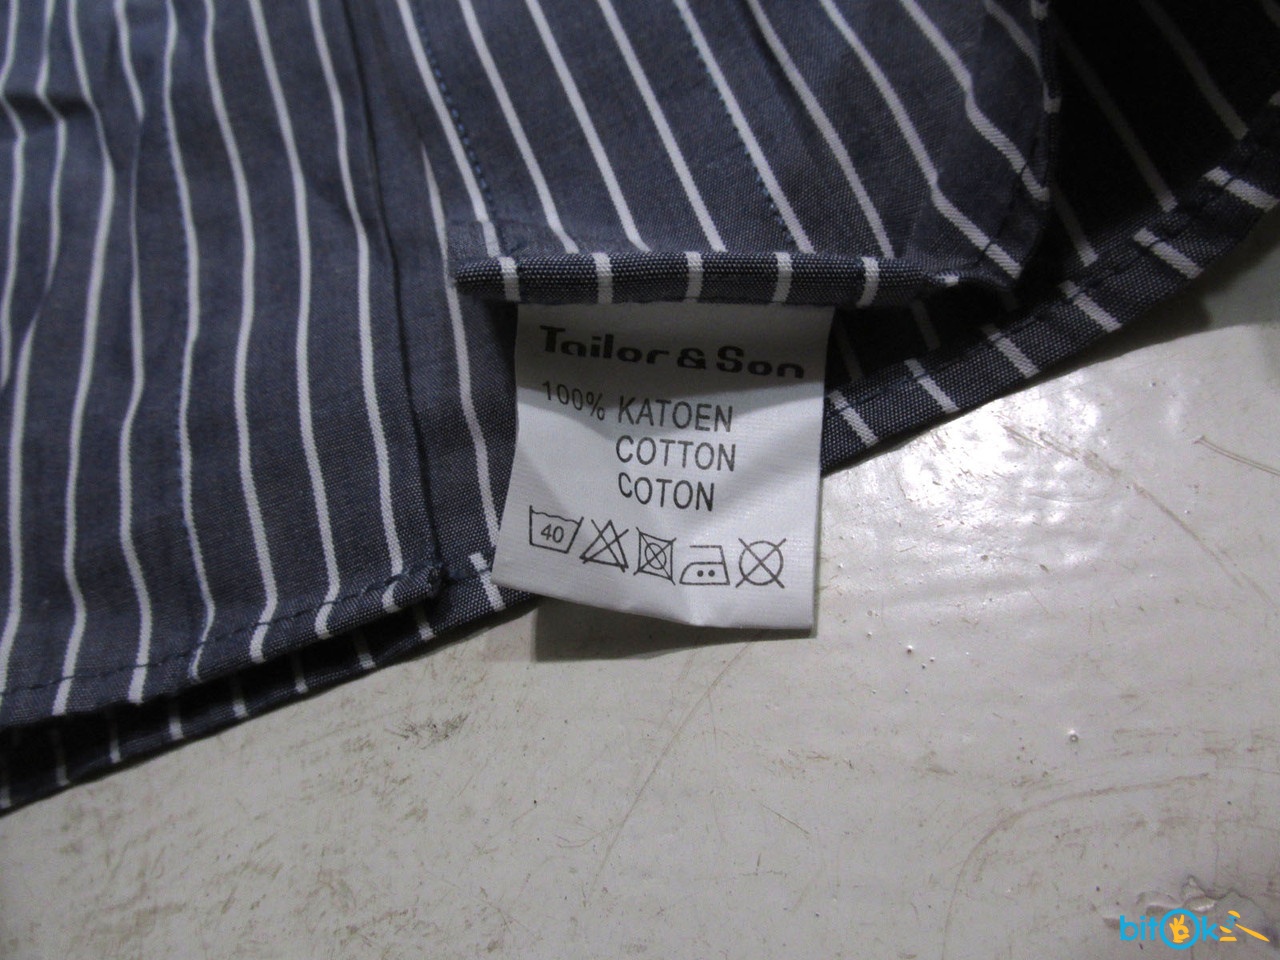 Tailor & Son
100% KATOEN
COTTON
COTON
40
bitOk